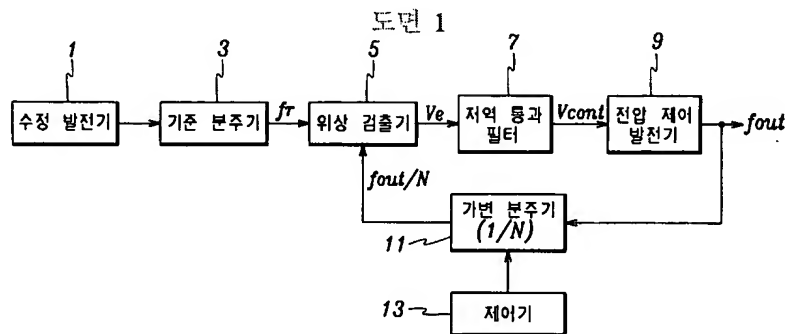 도면 1
1
3
5
7
9
수정 발전기
기준 분주기
fr
위상 검출기
Ve
저역 통과
필터
Vcont
전압 제어
발전기
fout
fout/N
가변 분주기
(1/N)
11
13
제어기